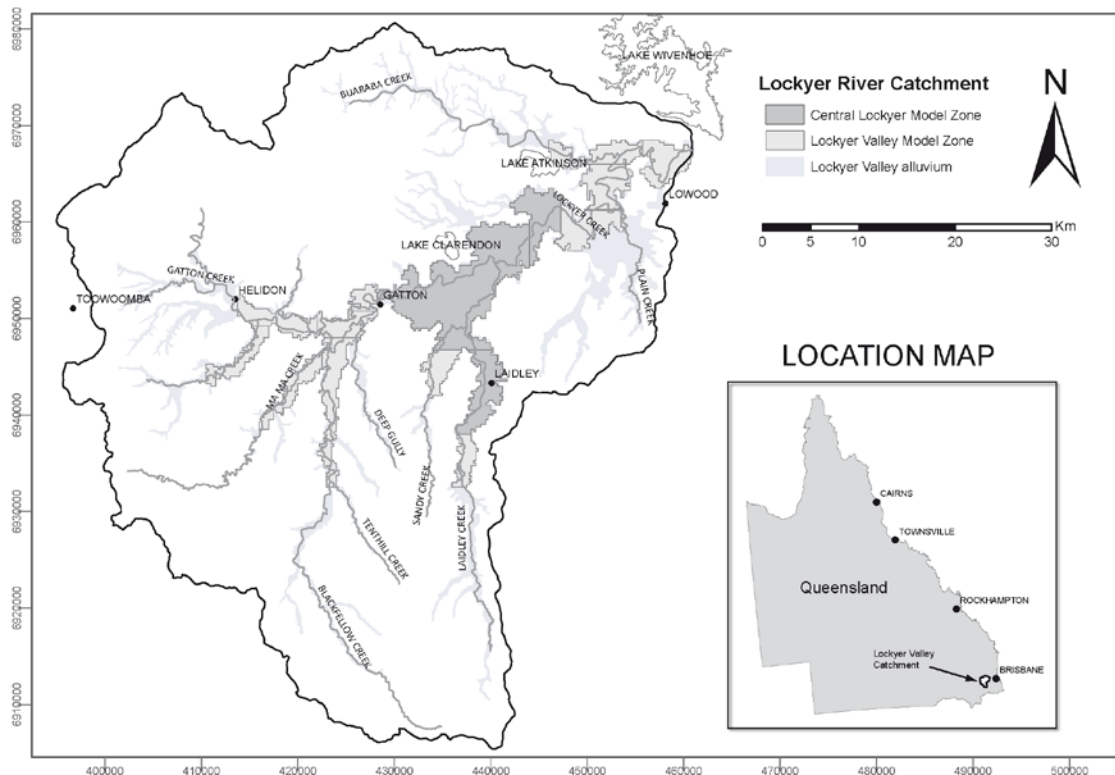 6980000
6970000
6960000
6950000
6940000
6930000
6920000
6910000
400000
410000
420000
430000
440000
450000
460000
470000
480000
490000
500000
LAKE WIVENHOE
BUARABA CREEK
LAKE ATKINSON
LOWOOD
LOCKYER CREEK
LAKE CLARENDON
GATTON CREEK
HELIDON
TOOWOOMBA
GATTON
PLAIN CREEK
MA MA CREEK
LAIDLEY
DEEP GULLY
SANDY CREEK
TENTHILL CREEK
LAIDLEY CREEK
BLACKFELLOW CREEK
Lockyer River Catchment
Central Lockyer Model Zone
Lockyer Valley Model Zone
Lockyer Valley alluvium
N
Km
0 5 10 20 30
LOCATION MAP
CAIRNS
TOWNSVILLE
Queensland
ROCKHAMPTON
Lockyer Valley
Catchment
BRISBANE